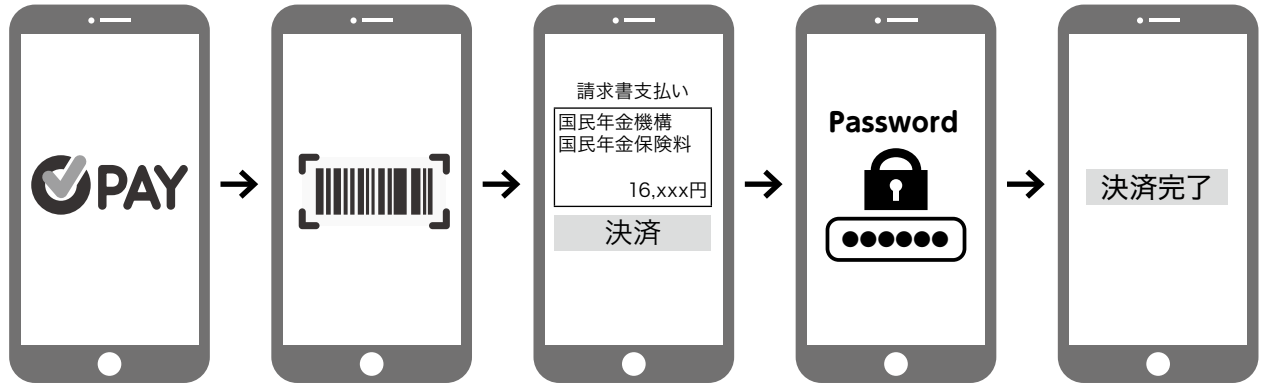 PAY
請求書支払い
国民年金機構
国民年金保険料
16,xxx円
決済
Password
決済完了